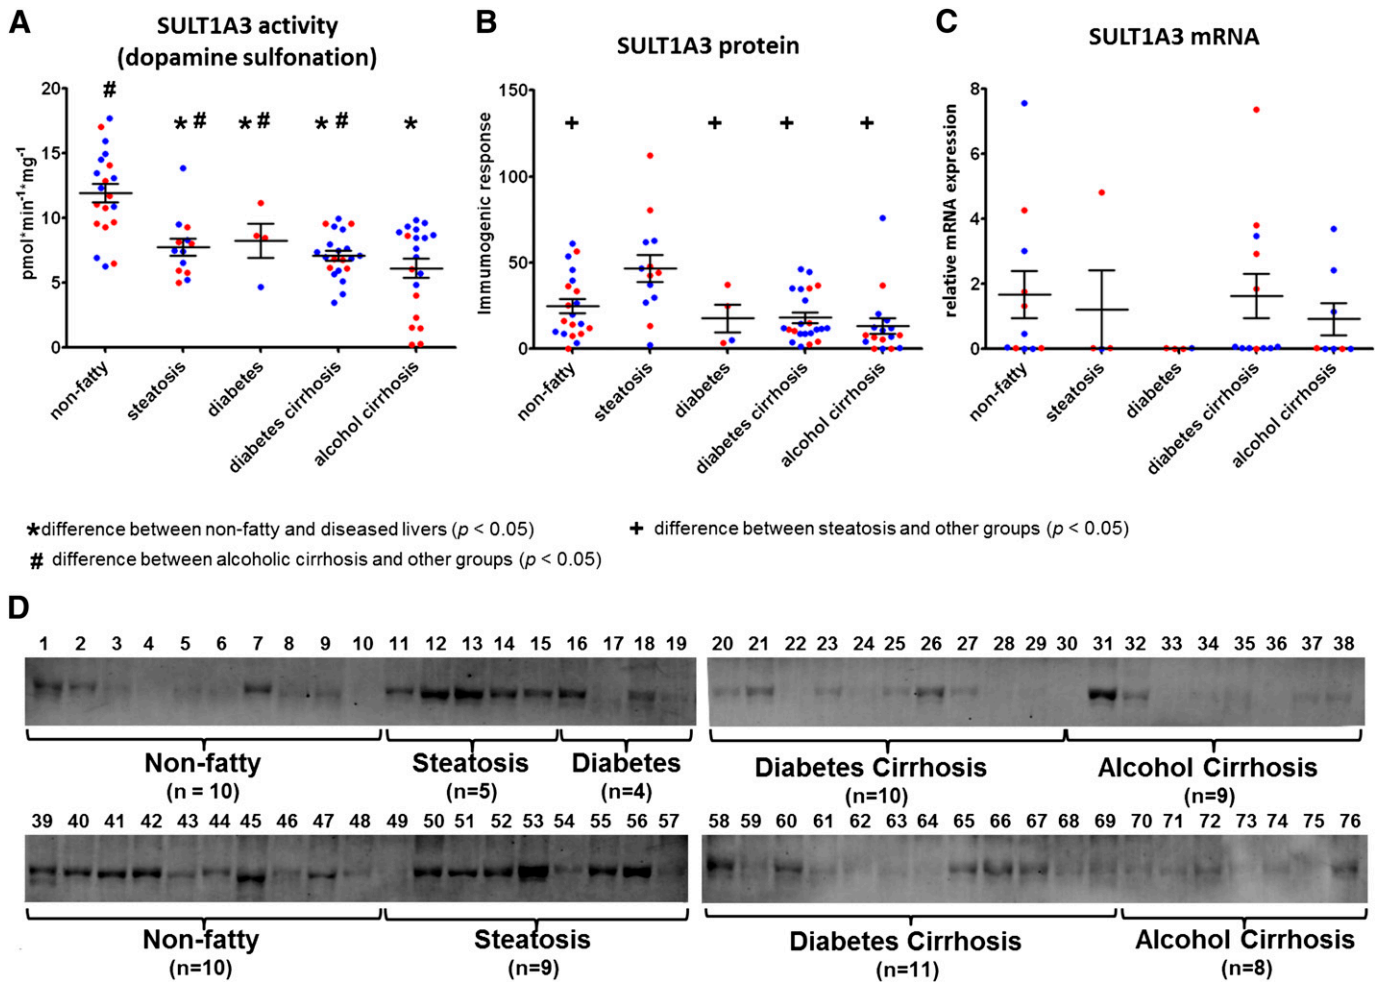 A
SULT1A3 activity
(dopamine sulfonation)
pmol*min-1*mg-1
20
15
10
5
0
#
* #
* #
* #
*
non-fatty
steatosis
diabetes
diabetes cirrhosis
alcohol cirrhosis
B
SULT1A3 protein
Immumogenic response
150
100
50
0
+
+
+
+
non-fatty
steatosis
diabetes
diabetes cirrhosis
alcohol cirrhosis
C
SULT1A3 mRNA
relative mRNA expression
8
6
4
2
0
non-fatty
steatosis
diabetes
diabetes cirrhosis
alcohol cirrhosis
*difference between non-fatty and diseased livers (p < 0.05)
+ difference between steatosis and other groups (p < 0.05)
# difference between alcoholic cirrhosis and other groups (p < 0.05)
D
1 2 3 4 5 6 7 8 9 10 11 12 13 14 15 16 17 18 19 20 21 22 23 24 25 26 27 28 29 30 31 32 33 34 35 36 37 38
Non-fatty Steatosis Diabetes Diabetes Cirrhosis Alcohol Cirrhosis
(n = 10) (n=5) (n=4) (n=10) (n=9)
39 40 41 42 43 44 45 46 47 48 49 50 51 52 53 54 55 56 57 58 59 60 61 62 63 64 65 66 67 68 69 70 71 72 73 74 75 76
Non-fatty Steatosis Diabetes Cirrhosis Alcohol Cirrhosis
(n=10) (n=9) (n=11) (n=8)